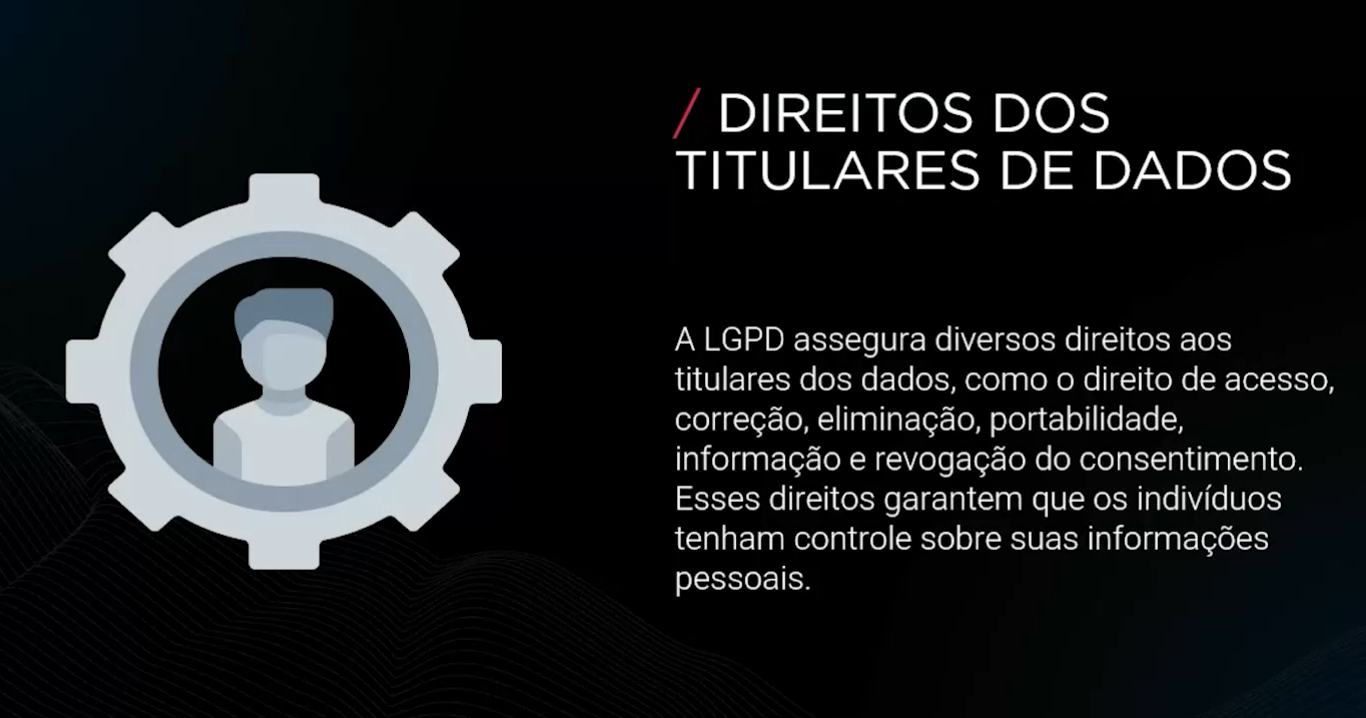 / DIREITOS DOS
TITULARES DE DADOS
A LGPD assegura diversos direitos aos
titulares dos dados, como o direito de acesso,
correção, eliminação, portabilidade,
informação e revogação do consentimento.
Esses direitos garantem que os indivíduos
tenham controle sobre suas informações
pessoais.